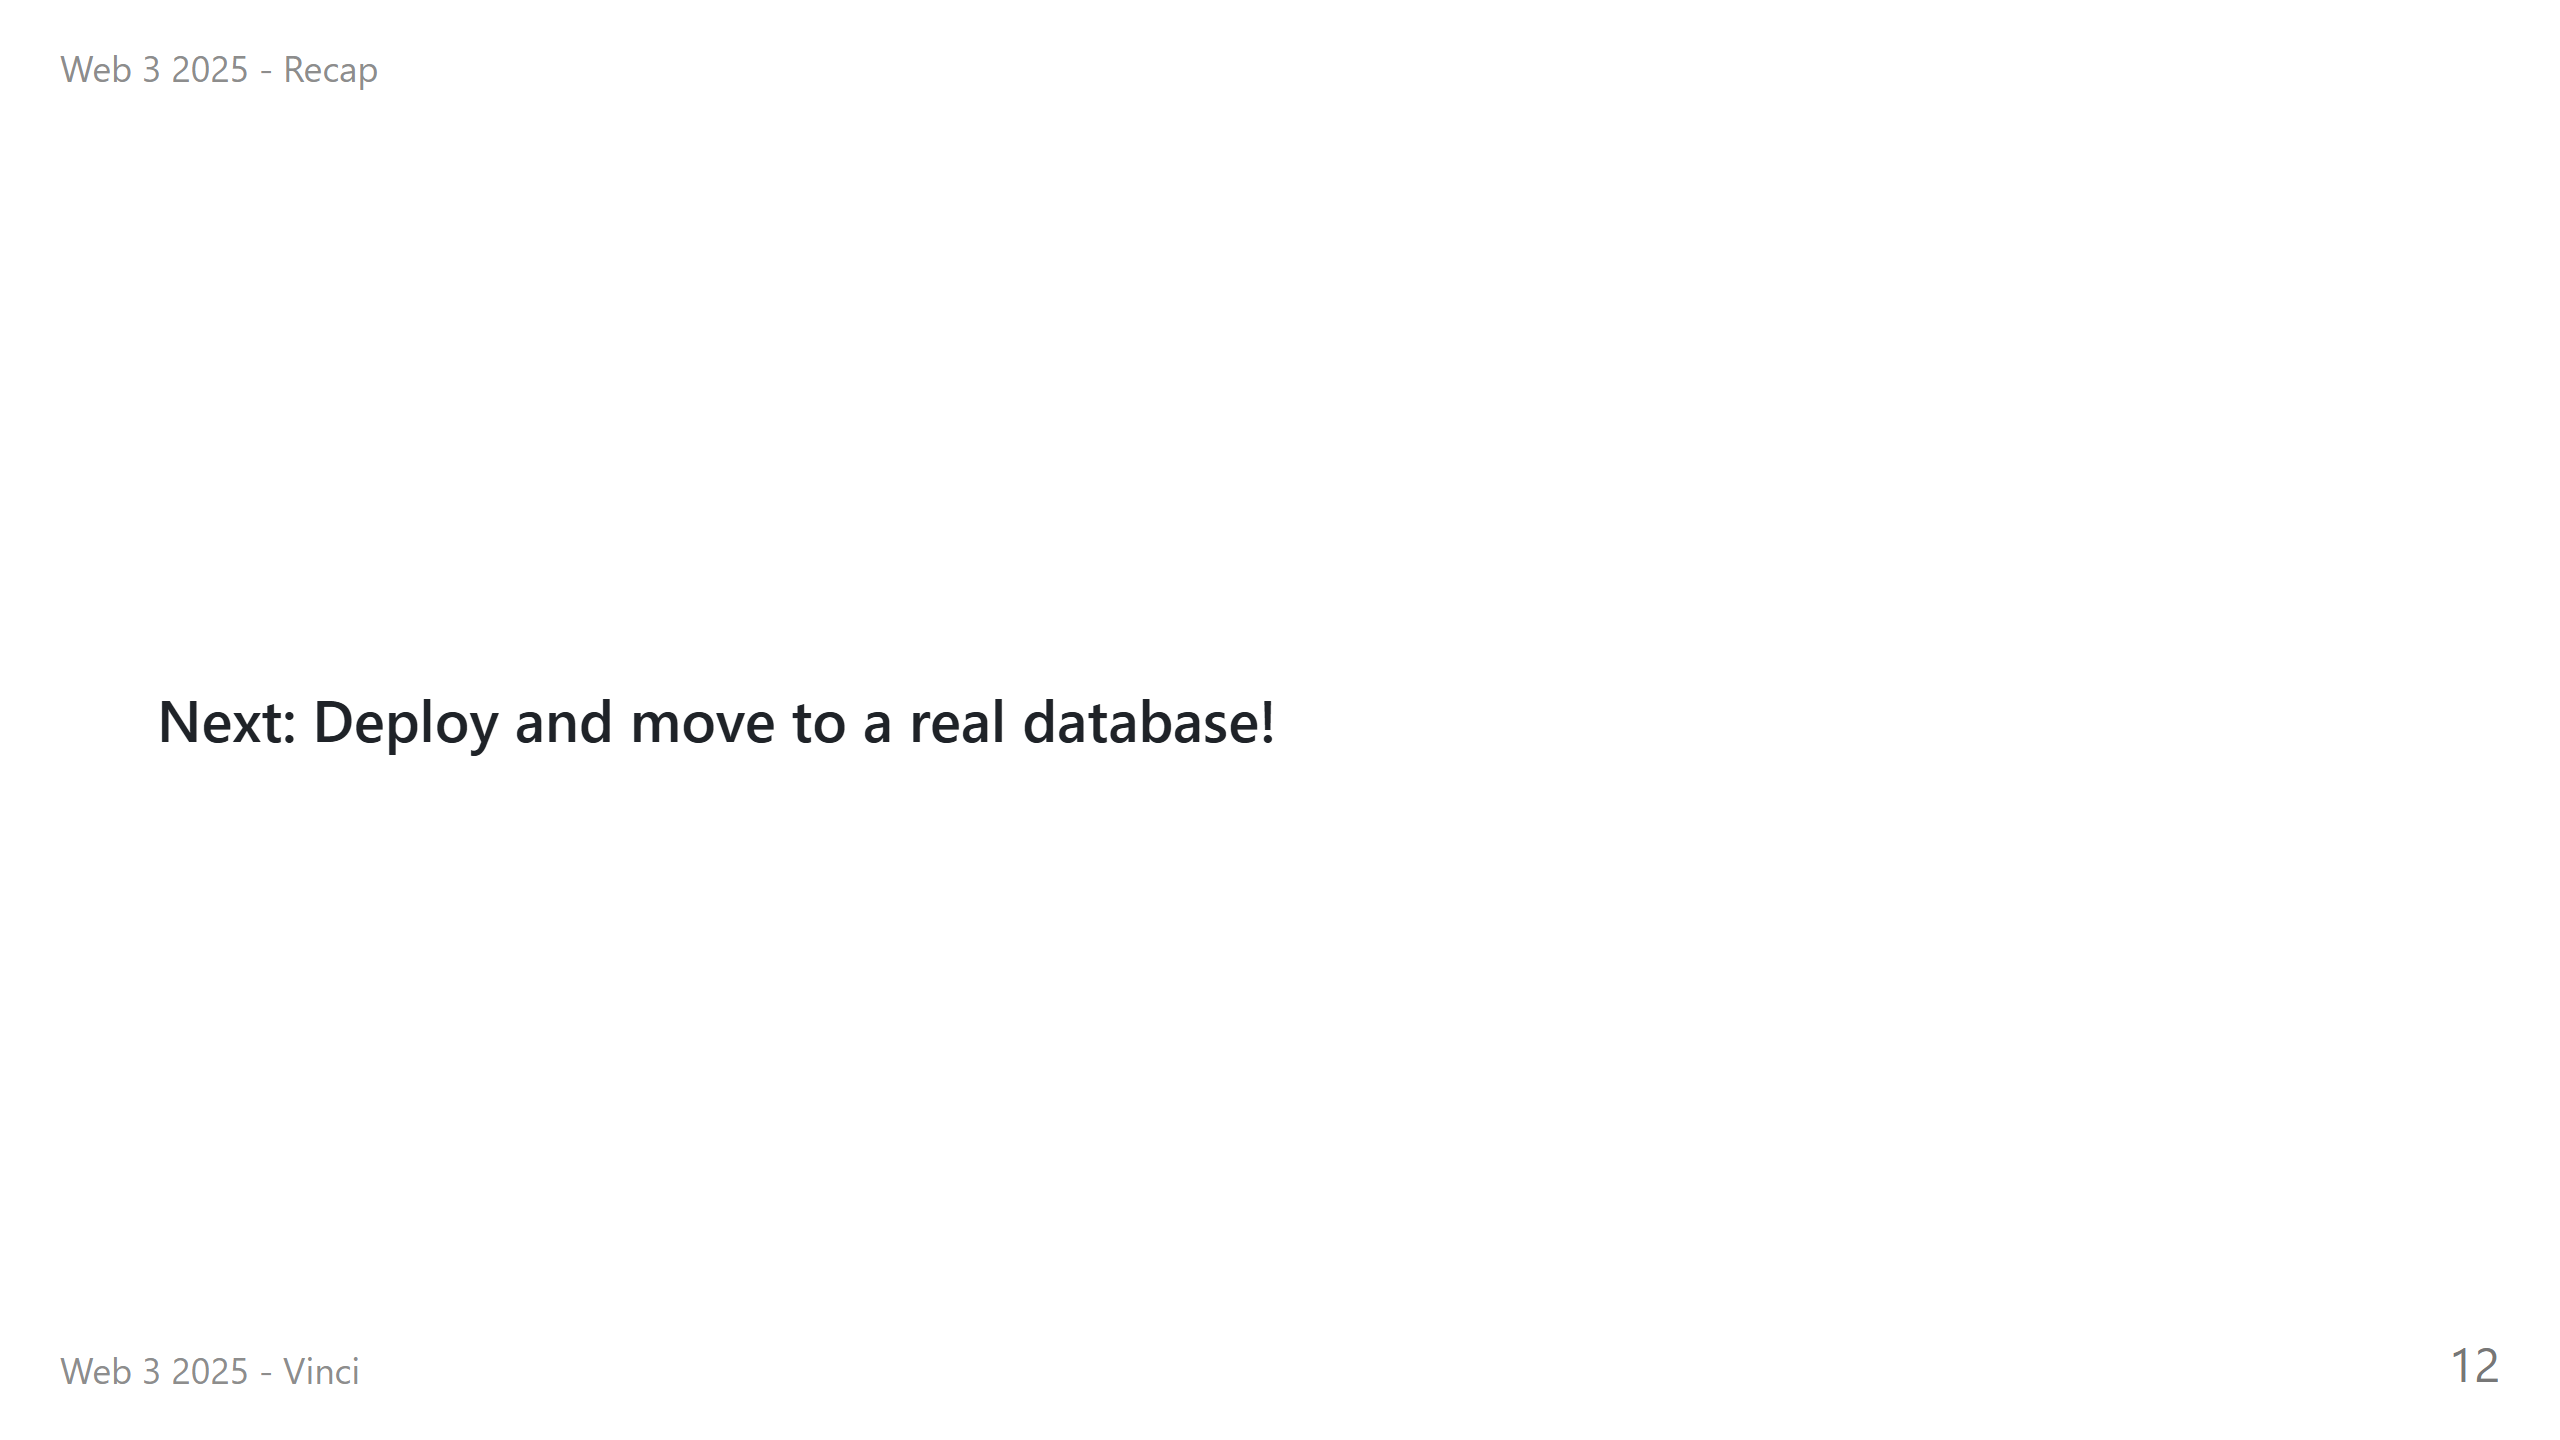 Web 3 2025 - Recap
Next: Deploy and move to a real database!
Web 3 2025 - Vinci
12